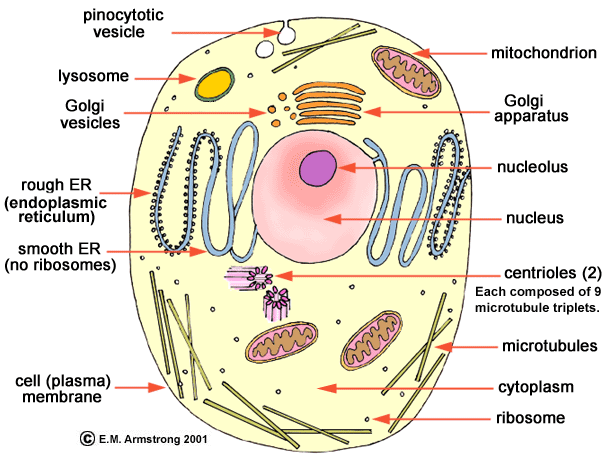 pinocytotic
vesicle
lysosome
Golgi
vesicles
rough ER
(endoplasmic
reticulum)
smooth ER
(no ribosomes)
cell (plasma)
membrane
mitochondrion
Golgi
apparatus
nucleolus
nucleus
centrioles (2)
Each composed of 9
microtubule triplets.
microtubules
cytoplasm
ribosome
© E.M. Armstrong 2001